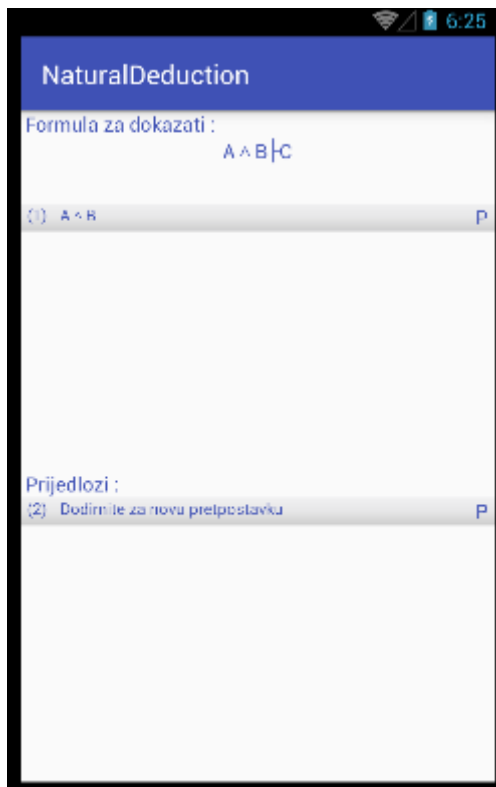 6:25
NaturalDeduction
Formula za dokazati :
A ∧ B ⊢ C
(1) A ∧ B P
Prijedlozi :
(2) Dodirnite za novu pretpostavku P